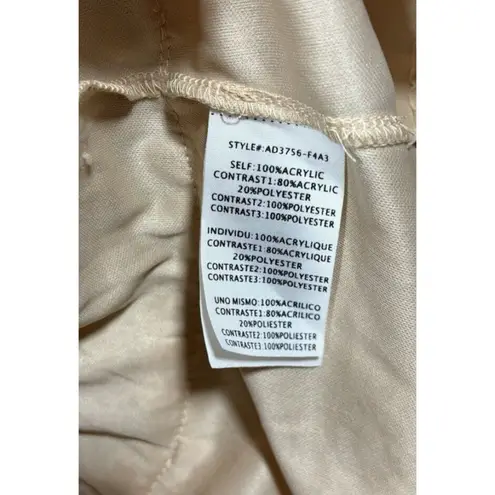 STYLE#:AD3756-F4A3
SELF:100%ACRYLIC
CONTRAST1:80%ACRYLIC
20%POLYESTER
CONTRAST2:100%POLYESTER
CONTRAST3:100%POLYESTER
INDIVIDU:100%ACRYLIQUE
CONTRASTE1:80%ACRYLIQUE
20%POLYESTER
CONTRASTE2:100%POLYESTER
CONTRASTE3:100%POLYESTER
UNO MISMO:100%ACRILICO
CONTRASTE1:80%ACRILICO
20%POLIESTER
CONTRASTE2:100%POLIESTER
CONTRASTE3:100%POLIESTER